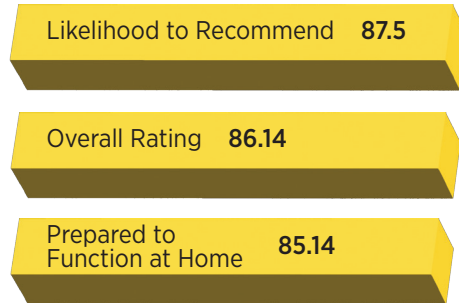 Likelihood to Recommend 87.5
Overall Rating 86.14
Prepared to
Function at Home 85.14